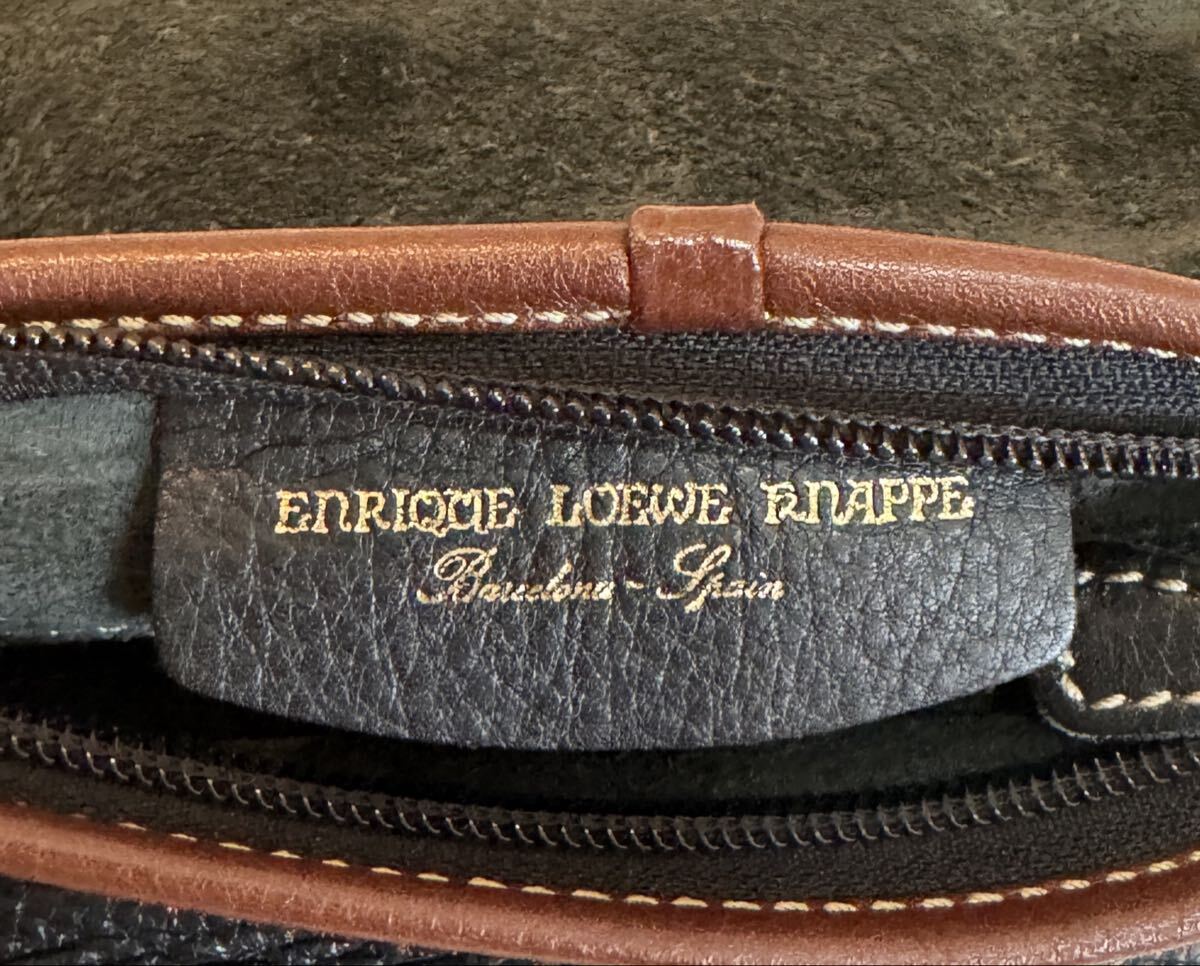 ENRIQUE LOEWE KNAPPE
Barcelona - Spain